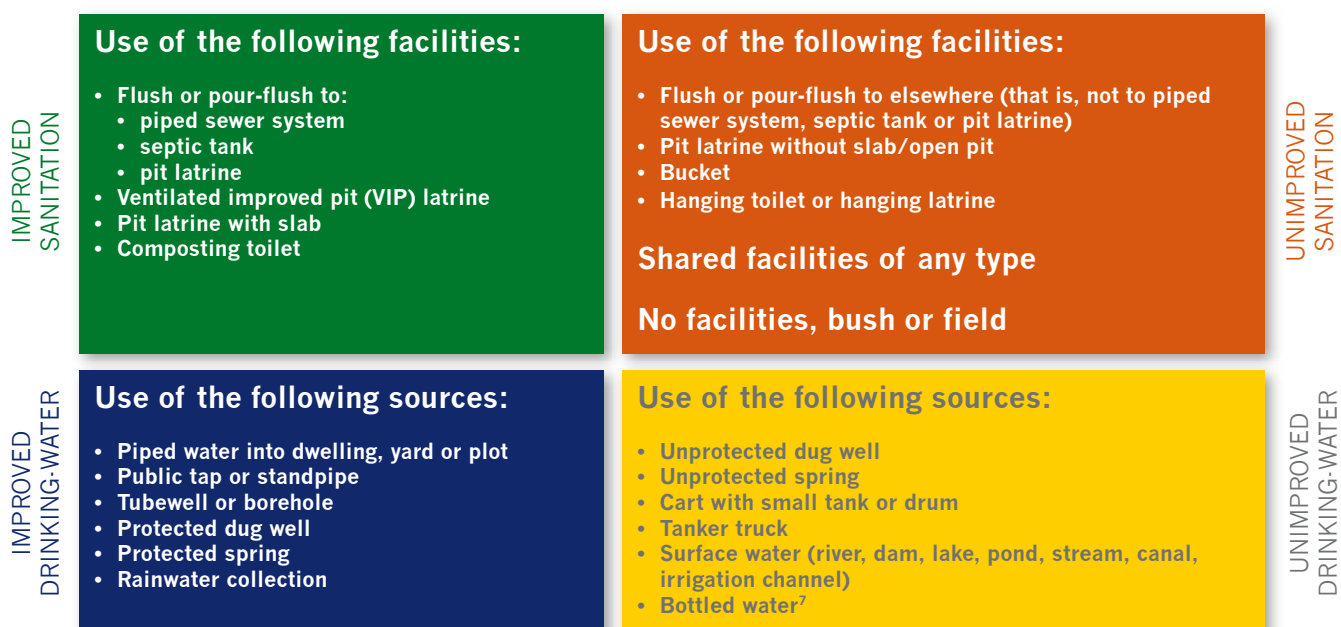 IMPROVED
SANITATION
Use of the following facilities:
• Flush or pour-flush to:
• piped sewer system
• septic tank
• pit latrine
• Ventilated improved pit (VIP) latrine
• Pit latrine with slab
• Composting toilet
Use of the following facilities:
• Flush or pour-flush to elsewhere (that is, not to piped
sewer system, septic tank or pit latrine)
• Pit latrine without slab/open pit
• Bucket
• Hanging toilet or hanging latrine
Shared facilities of any type
No facilities, bush or field
UNIMPROVED
SANITATION
IMPROVED
DRINKING-WATER
Use of the following sources:
• Piped water into dwelling, yard or plot
• Public tap or standpipe
• Tubewell or borehole
• Protected dug well
• Protected spring
• Rainwater collection
Use of the following sources:
• Unprotected dug well
• Unprotected spring
• Cart with small tank or drum
• Tanker truck
• Surface water (river, dam, lake, pond, stream, canal,
irrigation channel)
• Bottled water⁷
UNIMPROVED
DRINKING-WATER